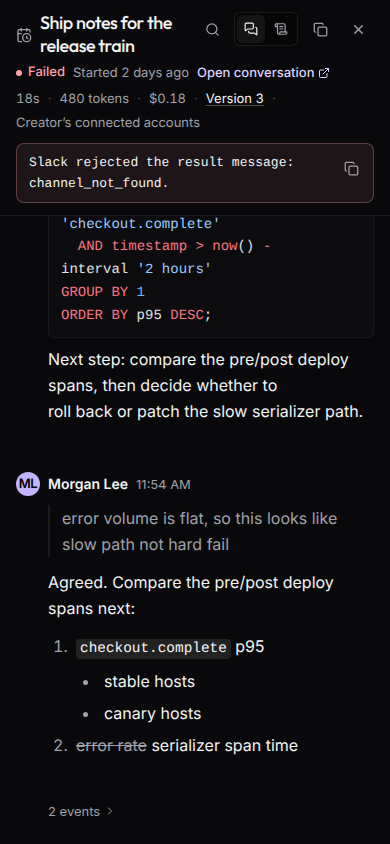 Ship notes for the
release train
Failed Started 2 days ago Open conversation
18s · 480 tokens · $0.18 · Version 3 ·
Creator's connected accounts
Slack rejected the result message:
channel_not_found.
'checkout.complete'
AND timestamp > now() -
interval '2 hours'
GROUP BY 1
ORDER BY p95 DESC;
Next step: compare the pre/post deploy
spans, then decide whether to
roll back or patch the slow serializer path.
ML Morgan Lee 11:54 AM
error volume is flat, so this looks like
slow path not hard fail
Agreed. Compare the pre/post deploy
spans next:
1. checkout.complete p95
• stable hosts
• canary hosts
2. error rate serializer span time
2 events